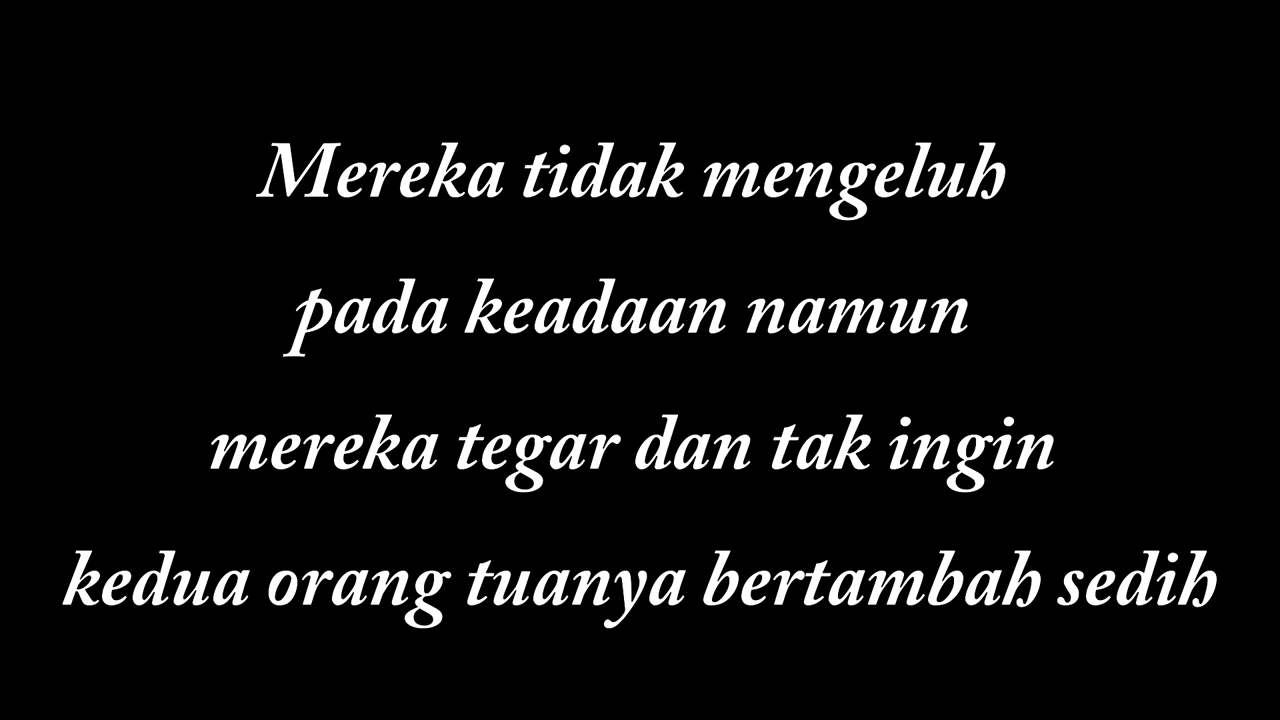 Mereka tidak mengeluh
pada keadaan namun
mereka tegar dan tak ingin
kedua orang tuanya bertambah sedih